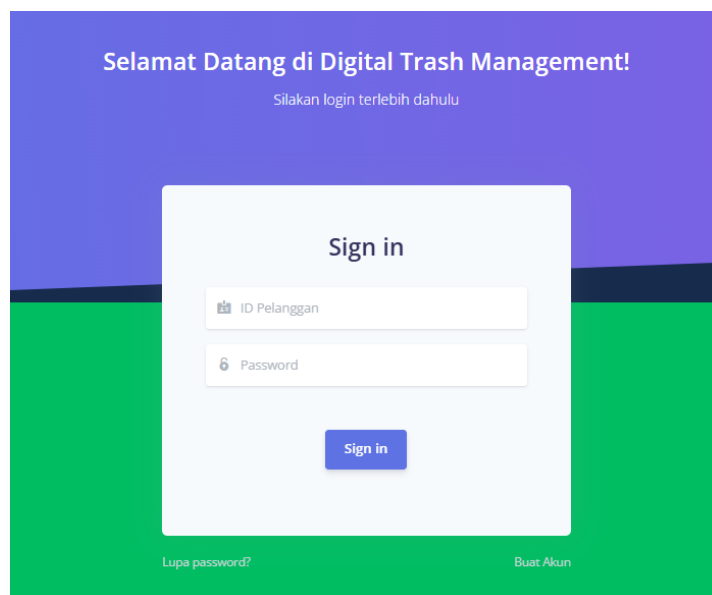 Selamat Datang di Digital Trash Management!
Silakan login terlebih dahulu
Sign in
ID Pelanggan
Password
Sign in
Lupa password?
Buat Akun